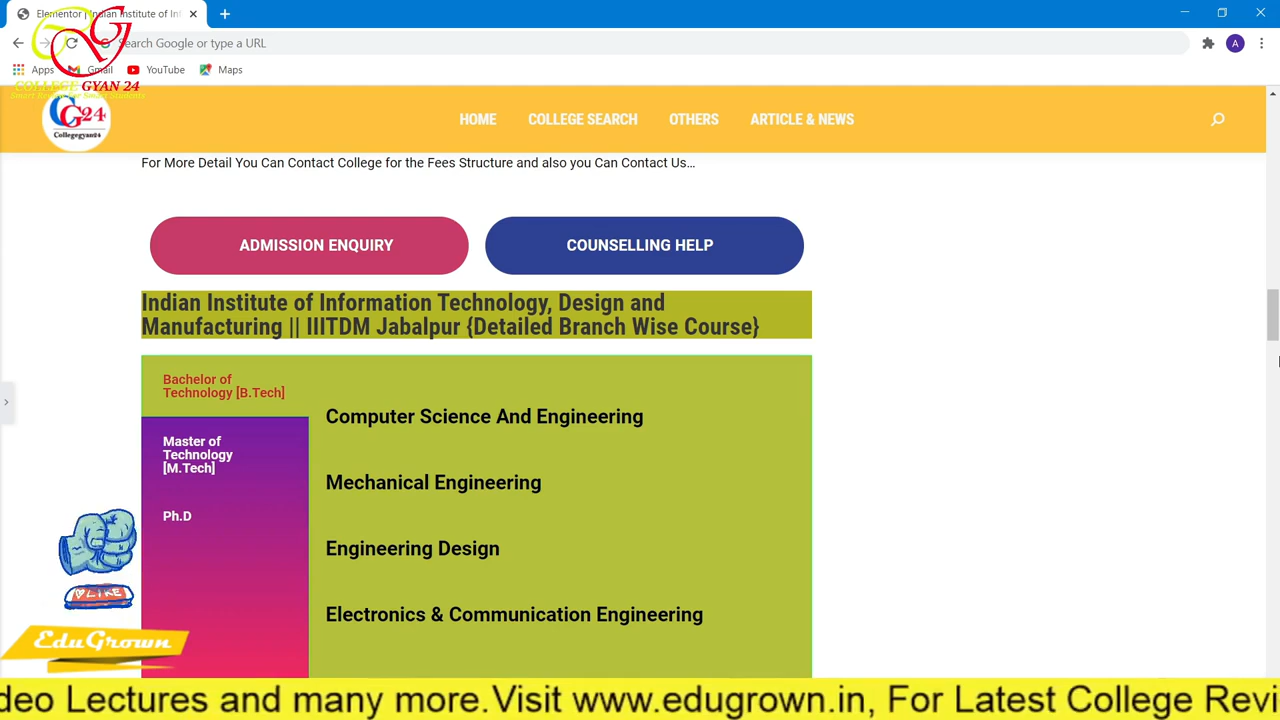 Elementor | Indian Institute of Inf
Search Google or type a URL
A
Apps
Gmail
YouTube
Maps
COLLEGE GYAN 24
G24
Collegegyan24
HOME
COLLEGE SEARCH
OTHERS
ARTICLE & NEWS
For More Detail You Can Contact College for the Fees Structure and also you Can Contact Us...
ADMISSION ENQUIRY
COUNSELLING HELP
Indian Institute of Information Technology, Design and
Manufacturing || IIITDM Jabalpur {Detailed Branch Wise Course}
Bachelor of
Technology [B.Tech]
Master of
Technology
[M.Tech]
Ph.D
Computer Science And Engineering
Mechanical Engineering
Engineering Design
Electronics & Communication Engineering
LIKE
EduGrown
deo Lectures and many more.Visit www.edugrown.in, For Latest College Revi